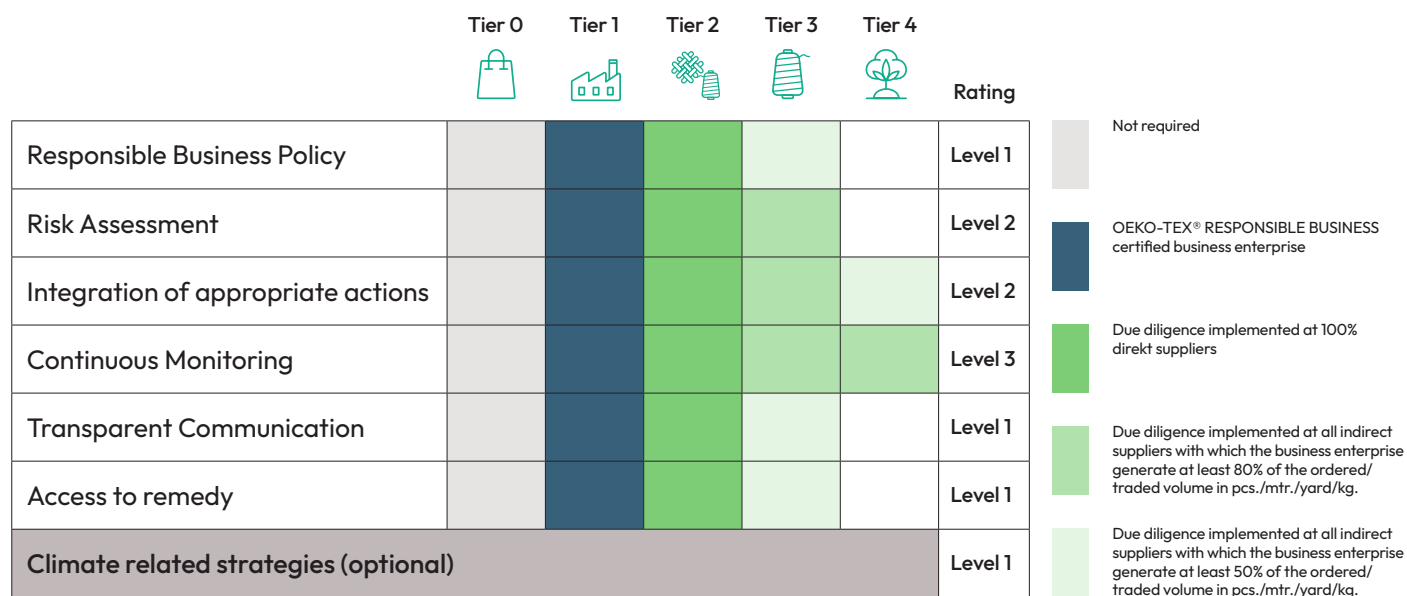 Tier 0
Tier 1
Tier 2
Tier 3
Tier 4
Rating
Responsible Business Policy
Level 1
Risk Assessment
Level 2
Integration of appropriate actions
Level 2
Continuous Monitoring
Level 3
Transparent Communication
Level 1
Access to remedy
Level 1
Climate related strategies (optional)
Level 1
Not required
OEKO-TEX® RESPONSIBLE BUSINESS
certified business enterprise
Due diligence implemented at 100%
direkt suppliers
Due diligence implemented at all indirect
suppliers with which the business enterprise
generate at least 80% of the ordered/
traded volume in pcs./mtr./yard/kg.
Due diligence implemented at all indirect
suppliers with which the business enterprise
generate at least 50% of the ordered/
traded volume in pcs./mtr./yard/kg.